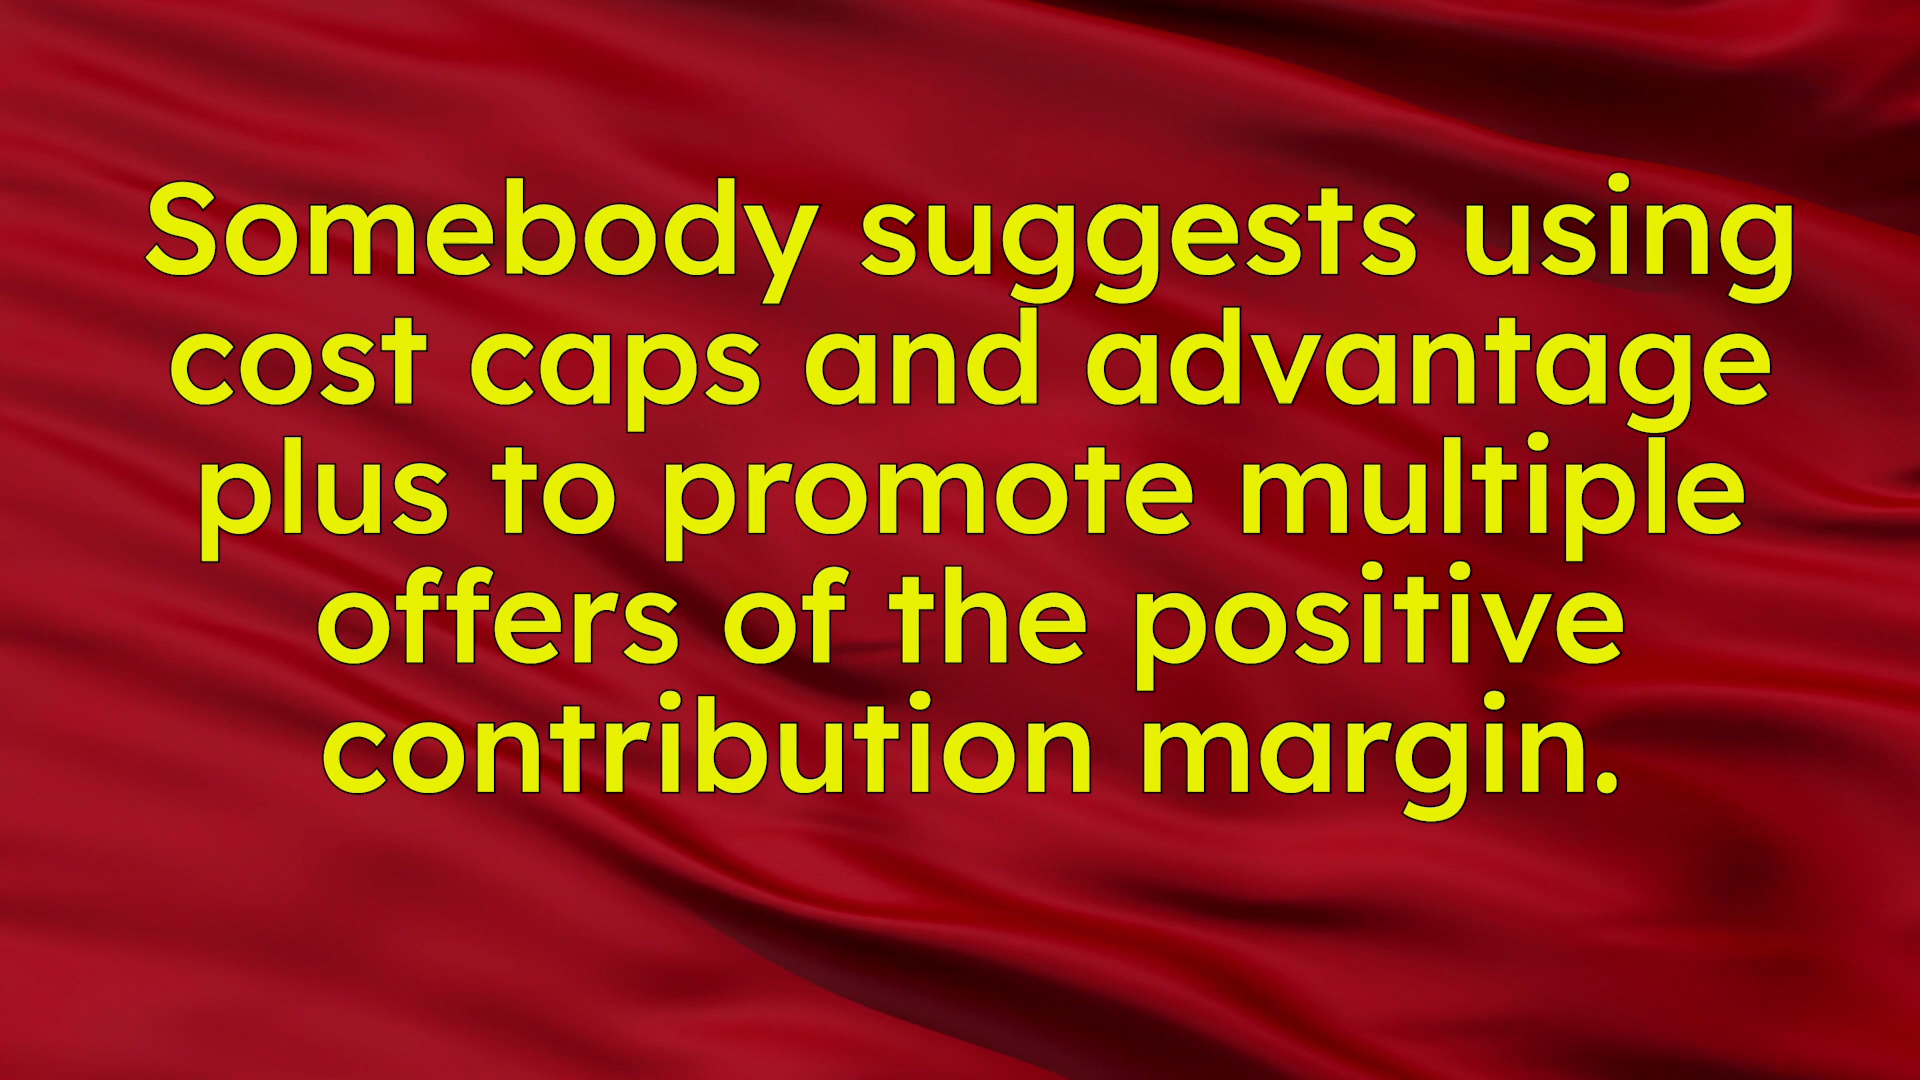 Somebody suggests using
cost caps and advantage
plus to promote multiple
offers of the positive
contribution margin.